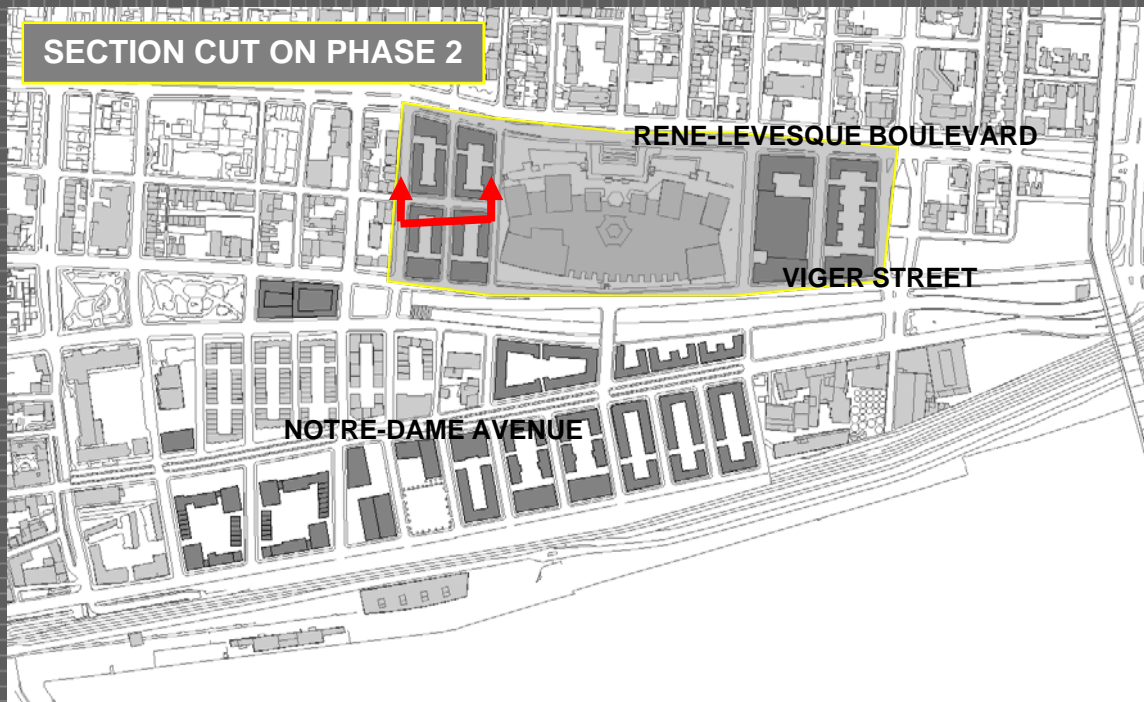 SECTION CUT ON PHASE 2
RENE-LEVESQUE BOULEVARD
VIGER STREET
NOTRE-DAME AVENUE